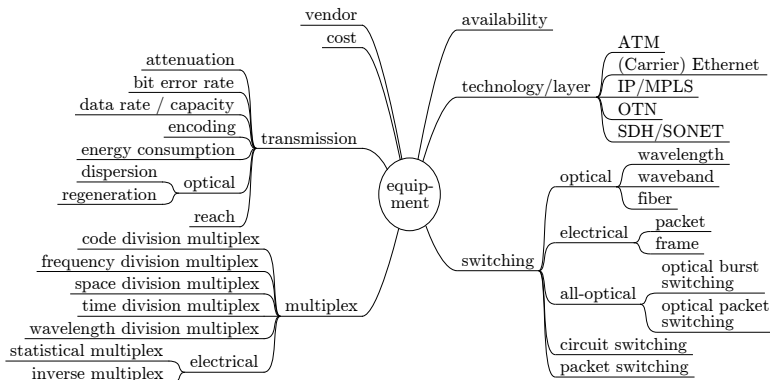 vendor
cost
attenuation
bit error rate
data rate / capacity
encoding
energy consumption
dispersion
regeneration
optical
reach
transmission
code division multiplex
frequency division multiplex
space division multiplex
time division multiplex
wavelength division multiplex
statistical multiplex
inverse multiplex
electrical
multiplex
equip-
ment
availability
technology/layer
ATM
(Carrier) Ethernet
IP/MPLS
OTN
SDH/SONET
switching
optical
wavelength
waveband
fiber
electrical
packet
frame
all-optical
optical burst
switching
optical packet
switching
circuit switching
packet switching